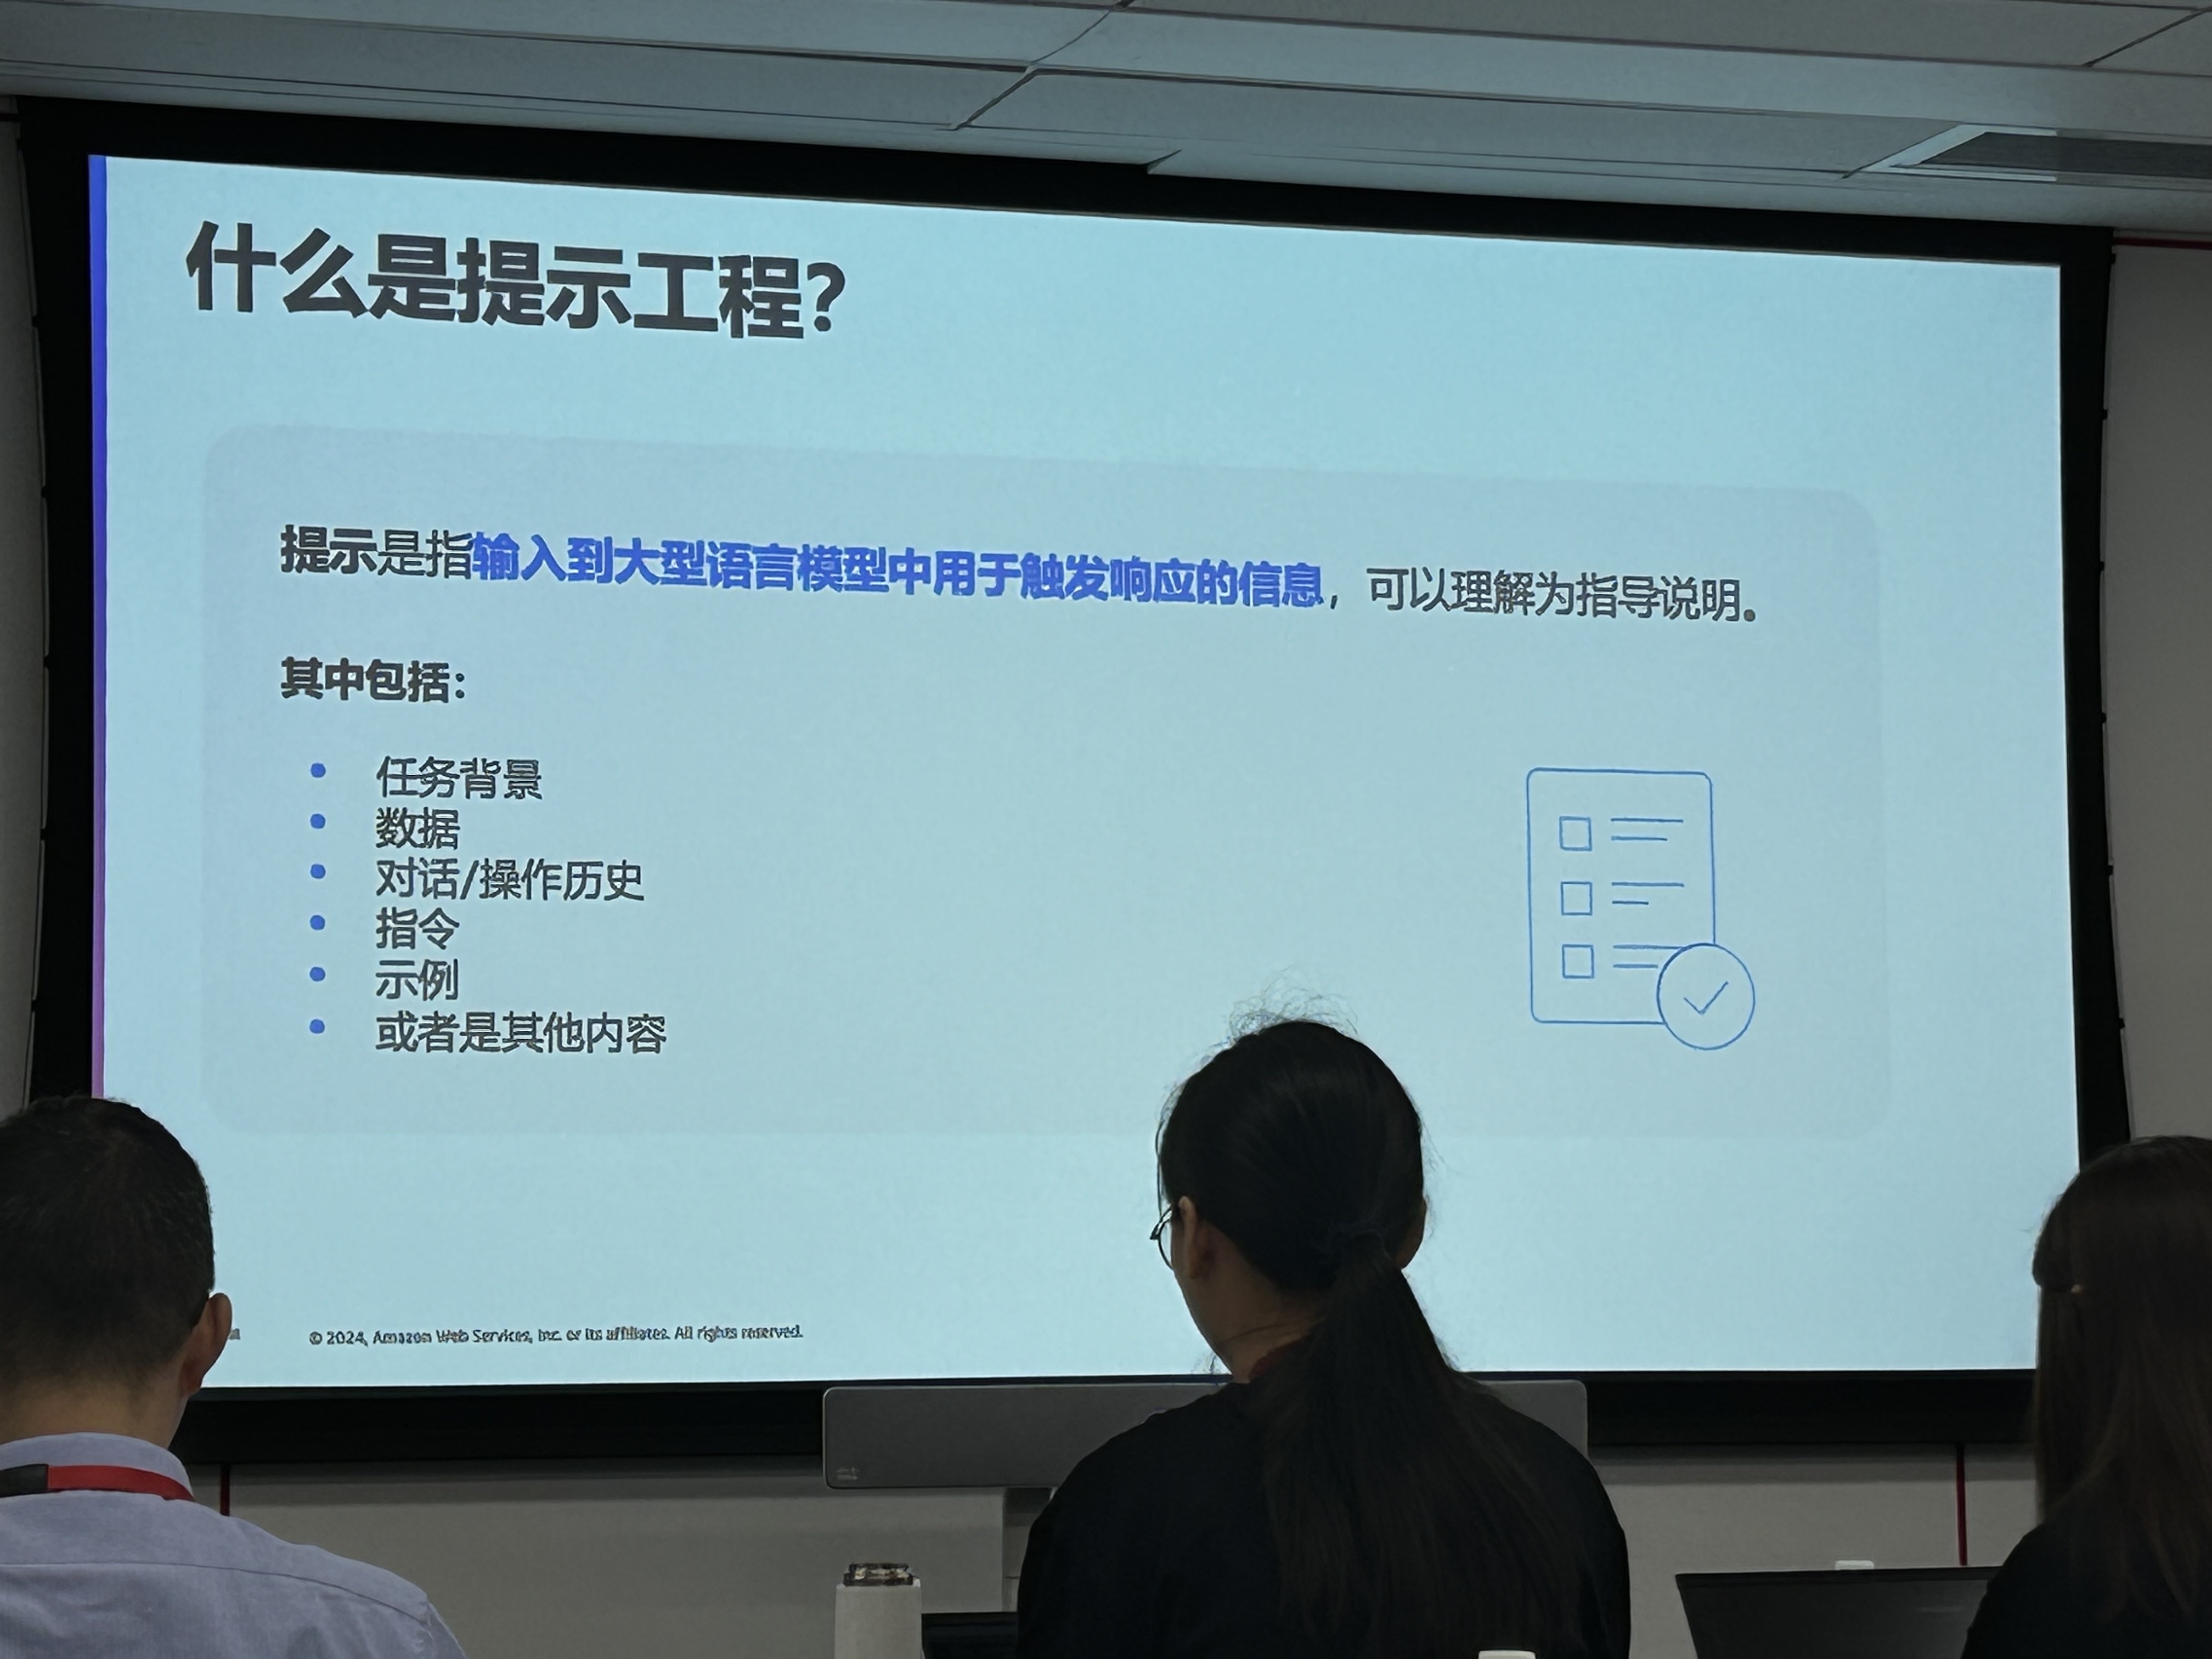 什么是提示工程?
提示是指输入到大型语言模型中用于触发响应的信息，可以理解为指导说明。
其中包括：
• 任务背景
• 数据
• 对话/操作历史
• 指令
• 示例
• 或者是其他内容
© 2024, Amazon Web Services, Inc. or its affiliates. All rights reserved.